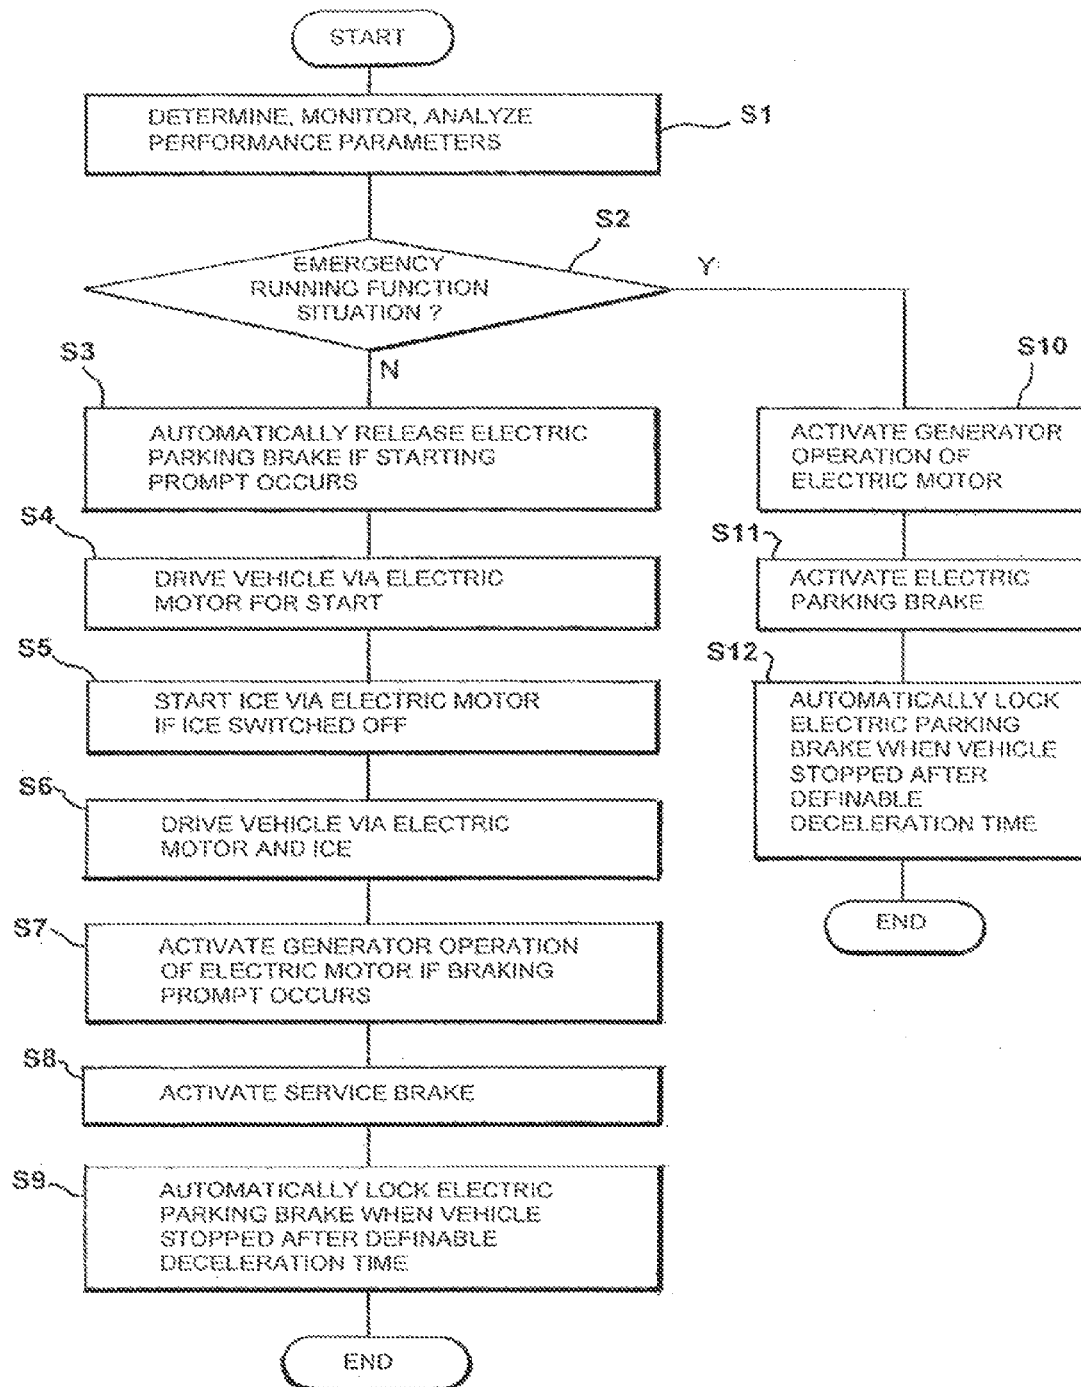 START
DETERMINE, MONITOR, ANALYZE
PERFORMANCE PARAMETERS
S1
S2
EMERGENCY
RUNNING FUNCTION
SITUATION ?
Y
N
S3
AUTOMATICALLY RELEASE ELECTRIC
PARKING BRAKE IF STARTING
PROMPT OCCURS
S4
DRIVE VEHICLE VIA ELECTRIC
MOTOR FOR START
S5
START ICE VIA ELECTRIC MOTOR
IF ICE SWITCHED OFF
S6
DRIVE VEHICLE VIA ELECTRIC
MOTOR AND ICE
S7
ACTIVATE GENERATOR OPERATION
OF ELECTRIC MOTOR IF BRAKING
PROMPT OCCURS
S8
ACTIVATE SERVICE BRAKE
S9
AUTOMATICALLY LOCK ELECTRIC
PARKING BRAKE WHEN VEHICLE
STOPPED AFTER DEFINABLE
DECELERATION TIME
END
S10
ACTIVATE GENERATOR
OPERATION OF
ELECTRIC MOTOR
S11
ACTIVATE ELECTRIC
PARKING BRAKE
S12
AUTOMATICALLY LOCK
ELECTRIC PARKING
BRAKE WHEN VEHICLE
STOPPED AFTER
DEFINABLE
DECELERATION TIME
END